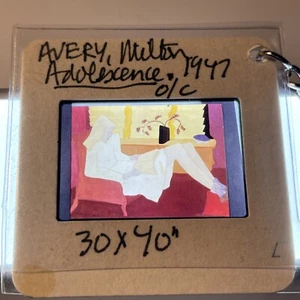 AVERY, Milton
Adolescence. 1947
O/C
30 X 40"
L